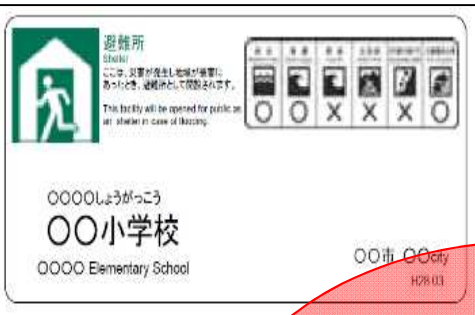 避難所
Shelter
ここは、災害が発生し地域が被害に
あったとき、避難所として開設されます。
This facility will be opened for public as
an shelter in case of flooding.
○ ○ × × × ○
○○○○しょうがっこう
○○小学校
○○○○ Elementary School
○○市 ○○city
H28.03